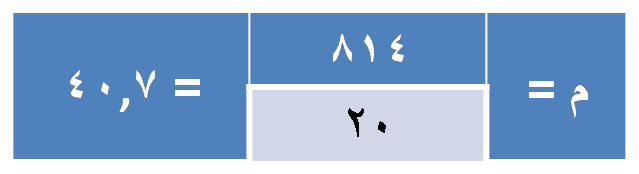 م =
٨١٤
٢٠
= ٤٠,٧